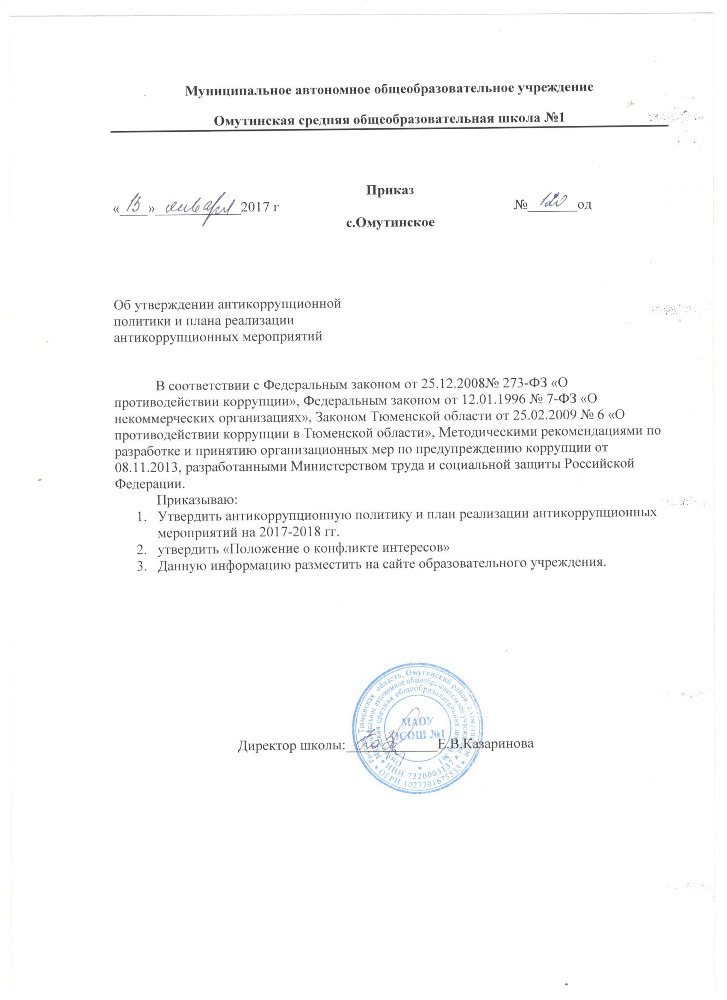 Муниципальное автономное общеобразовательное учреждение
Омутинская средняя общеобразовательная школа №1
Приказ
«13» января 2017 г № 120 од
с.Омутинское
Об утверждении антикоррупционной
политики и плана реализации
антикоррупционных мероприятий
В соответствии с Федеральным законом от 25.12.2008№ 273-ФЗ «О
противодействии коррупции», Федеральным законом от 12.01.1996 № 7-ФЗ «О
некоммерческих организациях», Законом Тюменской области от 25.02.2009 № 6 «О
противодействии коррупции в Тюменской области», Методическими рекомендациями по
разработке и принятию организационных мер по предупреждению коррупции от
08.11.2013, разработанными Министерством труда и социальной защиты Российской
Федерации.
Приказываю:
1. Утвердить антикоррупционную политику и план реализации антикоррупционных
мероприятий на 2017-2018 гг.
2. утвердить «Положение о конфликте интересов»
3. Данную информацию разместить на сайте образовательного учреждения.
Директор школы:_____________Е.В.Казаринова
Россия Тюменская область, Омутинский район, с.Омутинское
* ОГРН 1027201675533 *
Муниципальное автономное общеобразовательное учреждение
* ИНН 7220003137 *
Омутинская средняя общеобразовательная школа №1
*
МАОУ
ОСОШ №1